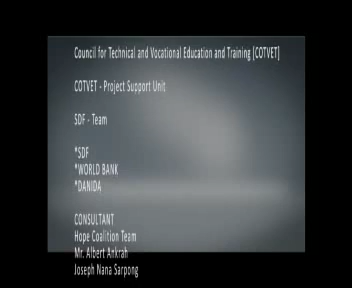 Council for Technical and Vocational Education and Training [COTVET]
COTVET - Project Support Unit
SDF - Team
*SDF
*WORLD BANK
*DANIDA
CONSULTANT
Hope Coalition Team
Mr. Albert Ankrah
Joseph Nana Sarpong